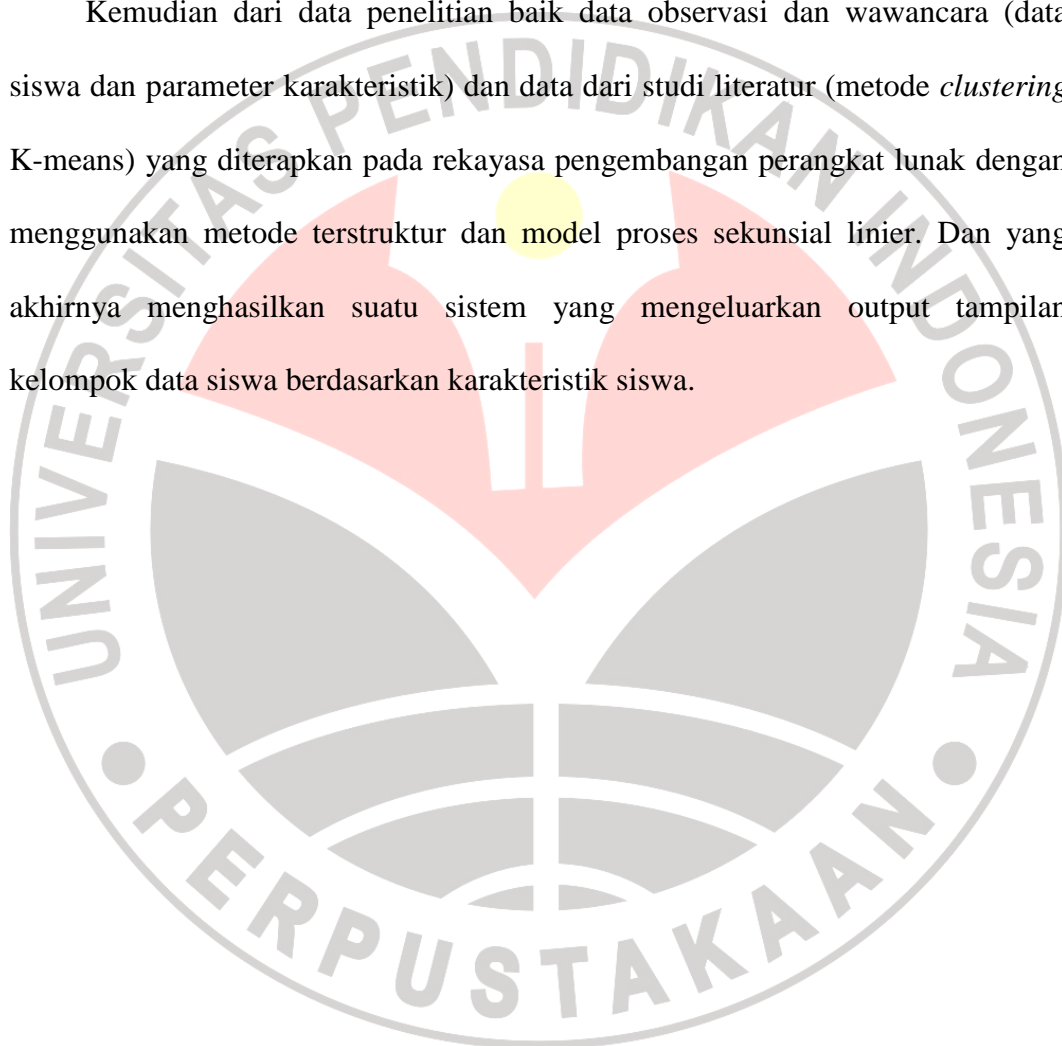 Kemudian dari data penelitian baik data observasi dan wawancara (data
siswa dan parameter karakteristik) dan data dari studi literatur (metode clustering
K-means) yang diterapkan pada rekayasa pengembangan perangkat lunak dengan
menggunakan metode terstruktur dan model proses sekunsial linier. Dan yang
akhirnya menghasilkan suatu sistem yang mengeluarkan output tampilan
kelompok data siswa berdasarkan karakteristik siswa.
UNIVERSITAS PENDIDIKAN INDONESIA
PERPUSTAKAAN